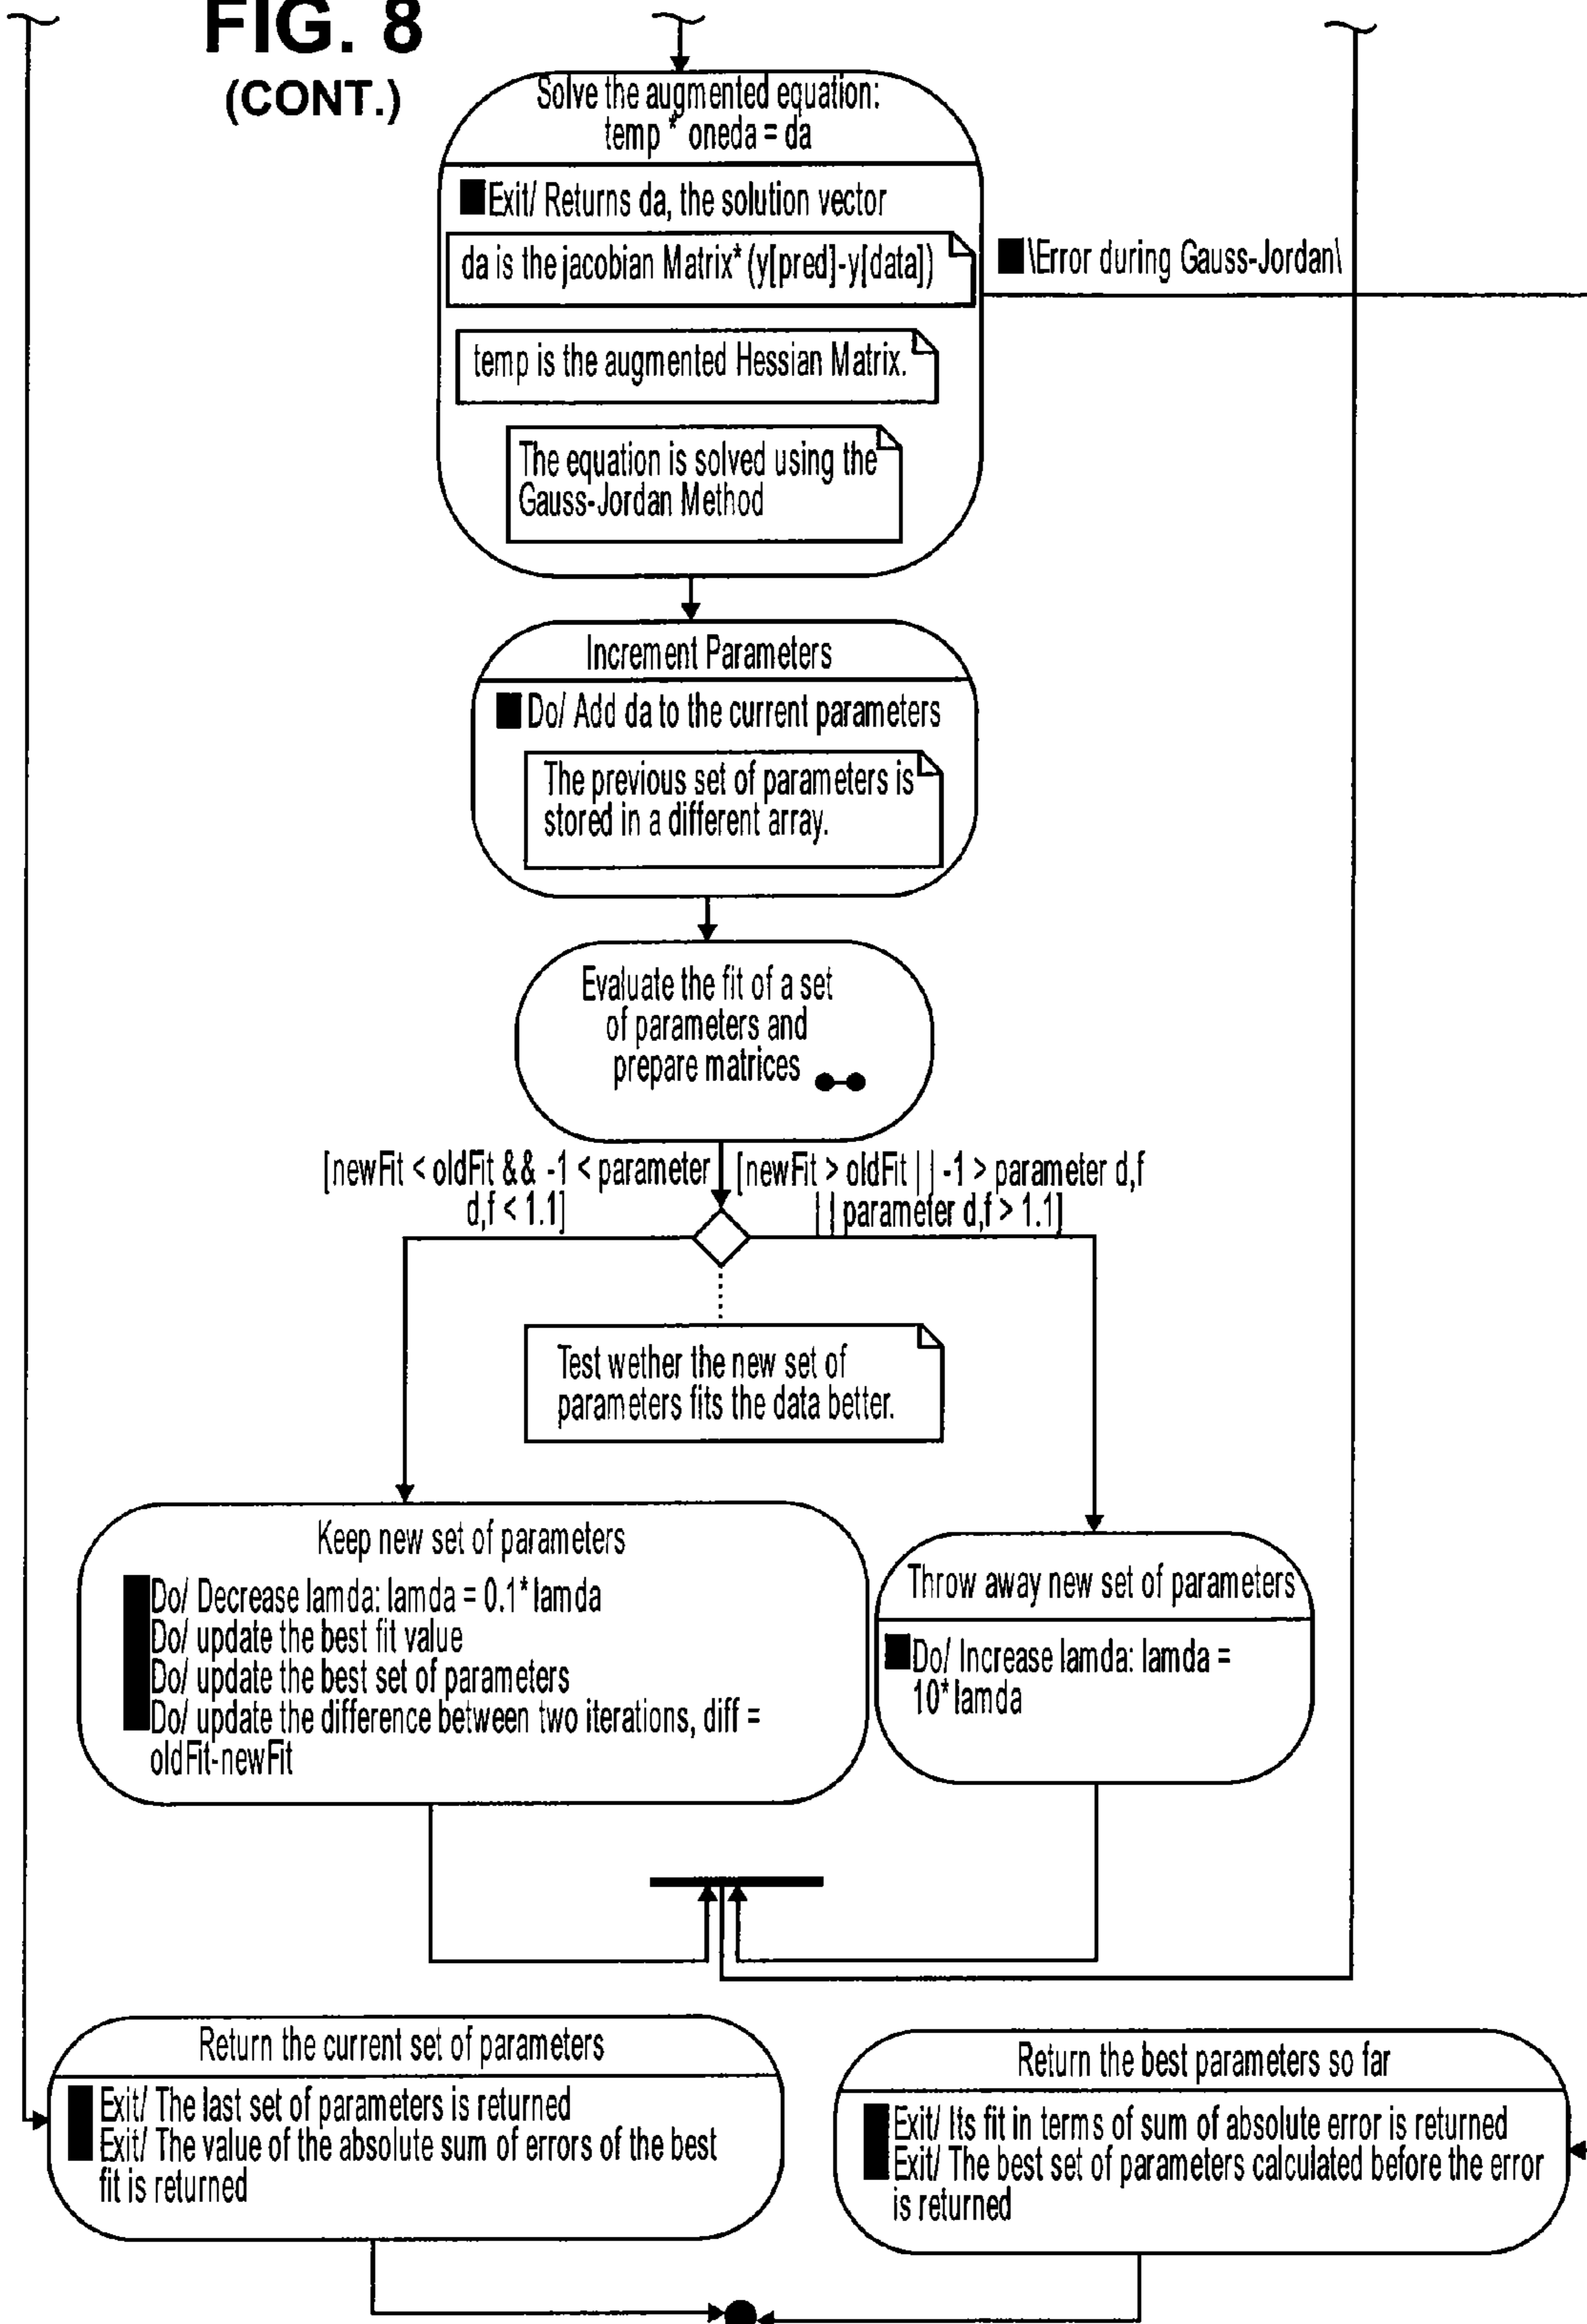 FIG. 8
(CONT.)
Solve the augmented equation:
temp * oneda = da
Exit/ Returns da, the solution vector
da is the jacobian Matrix* (y[pred]-y[data])
\Error during Gauss-Jordan\
temp is the augmented Hessian Matrix.
The equation is solved using the
Gauss-Jordan Method
Increment Parameters
Do/ Add da to the current parameters
The previous set of parameters is
stored in a different array.
Evaluate the fit of a set
of parameters and
prepare matrices
[newFit < oldFit && -1 < parameter
d,f < 1.1]
[newFit > oldFit || -1 > parameter d,f
|| parameter d,f > 1.1]
Test wether the new set of
parameters fits the data better.
Keep new set of parameters
Do/ Decrease lamda: lamda = 0.1* lamda
Do/ update the best fit value
Do/ update the best set of parameters
Do/ update the difference between two iterations, diff =
oldFit-newFit
Throw away new set of parameters
Do/ Increase lamda: lamda =
10* lamda
Return the current set of parameters
Exit/ The last set of parameters is returned
Exit/ The value of the absolute sum of errors of the best
fit is returned
Return the best parameters so far
Exit/ Its fit in terms of sum of absolute error is returned
Exit/ The best set of parameters calculated before the error
is returned